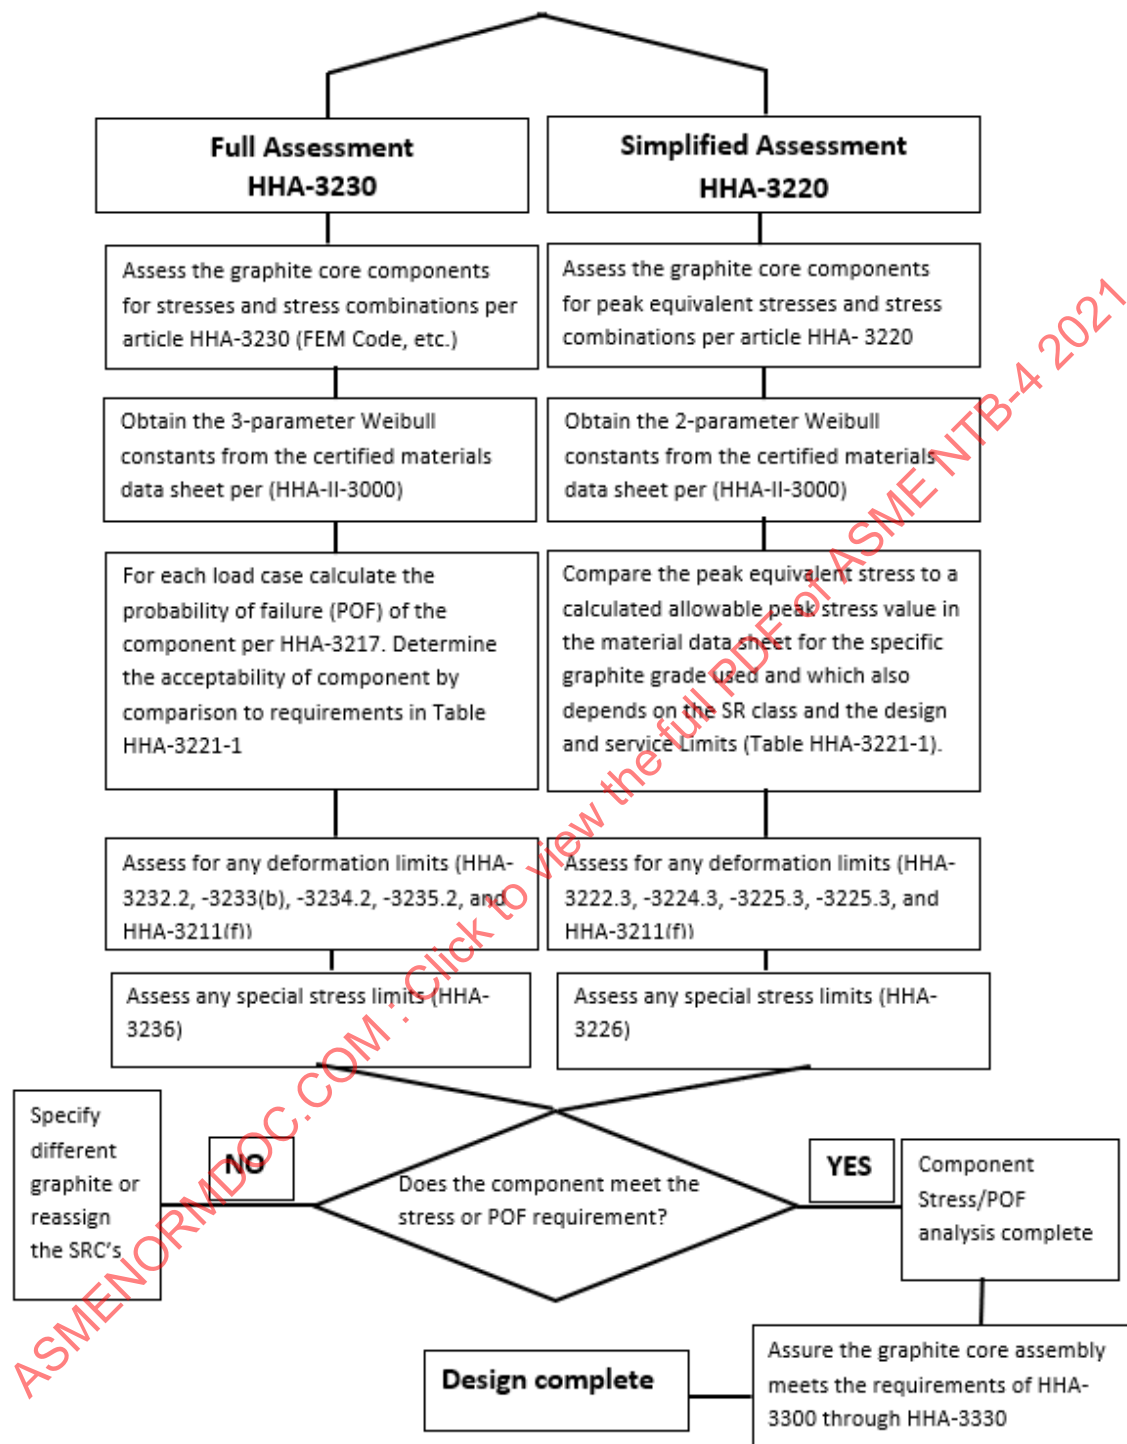 Full Assessment
HHA-3230
Simplified Assessment
HHA-3220
Assess the graphite core components
for stresses and stress combinations per
article HHA-3230 (FEM Code, etc.)
Assess the graphite core components
for peak equivalent stresses and stress
combinations per article HHA- 3220
Obtain the 3-parameter Weibull
constants from the certified materials
data sheet per (HHA-II-3000)
Obtain the 2-parameter Weibull
constants from the certified materials
data sheet per (HHA-II-3000)
For each load case calculate the
probability of failure (POF) of the
component per HHA-3217. Determine
the acceptability of component by
comparison to requirements in Table
HHA-3221-1
Compare the peak equivalent stress to a
calculated allowable peak stress value in
the material data sheet for the specific
graphite grade used and which also
depends on the SR class and the design
and service Limits (Table HHA-3221-1).
Assess for any deformation limits (HHA-
3232.2, -3233(b), -3234.2, -3235.2, and
HHA-3211(f))
Assess for any deformation limits (HHA-
3222.3, -3224.3, -3225.3, -3225.3, and
HHA-3211(f))
Assess any special stress limits (HHA-
3236)
Assess any special stress limits (HHA-
3226)
Specify
different
graphite or
reassign
the SRC's
NO
Does the component meet the
stress or POF requirement?
YES
Component
Stress/POF
analysis complete
Design complete
Assure the graphite core assembly
meets the requirements of HHA-
3300 through HHA-3330
ASMENORMDOC.COM : Click to view the full PDF of ASME NTB-4 2021